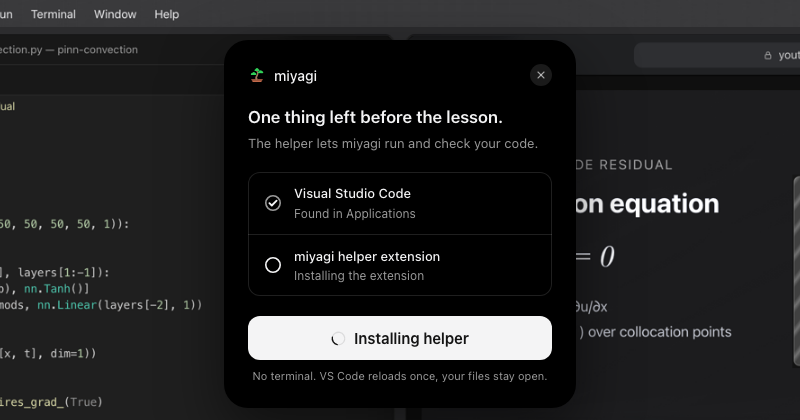 un Terminal Window Help
ection.py — pinn-convection
yout
ual
miyagi
One thing left before the lesson.
The helper lets miyagi run and check your code.
DE RESIDUAL
Visual Studio Code
Found in Applications
on equation
50, 50, 50, 50, 1)):
miyagi helper extension
Installing the extension
= 0
], layers[1:-1]):
o), nn.Tanh()]
mods, nn.Linear(layers[-2], 1))
∂u/∂x
) over collocation points
Installing helper
[x, t], dim=1))
No terminal. VS Code reloads once, your files stay open.
ires_grad_(True)